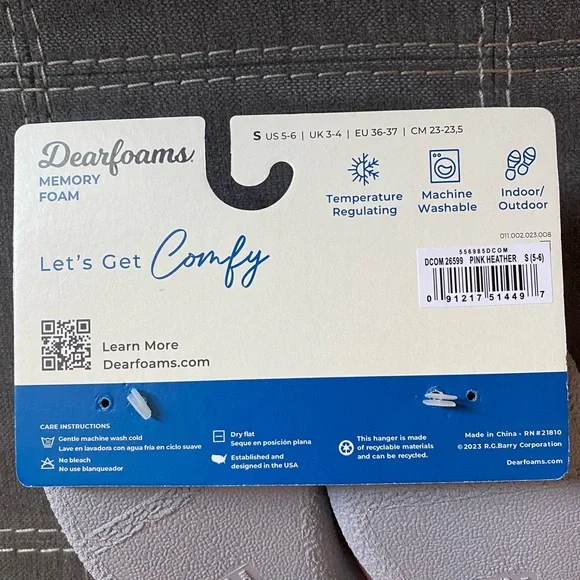 S US 5-6 | UK 3-4 | EU 36-37 | CM 23-23,5
Dearfoams
MEMORY
FOAM
Temperature
Regulating
Machine
Washable
Indoor/
Outdoor
Let's Get Comfy
011.002.023.008
556985DCOM
DCOM 26599 PINK HEATHER S (5-6)
0 91217 51449 7
Learn More
Dearfoams.com
CARE INSTRUCTIONS
Gentle machine wash cold
Lave en lavadora con agua fría en ciclo suave
No bleach
No use blanqueador
Dry flat
Seque en posición plana
Established and
designed in the USA
This hanger is made
of recyclable materials
and can be recycled.
Made in China - RN#21810
©2023 R.G.Barry Corporation
Dearfoams.com